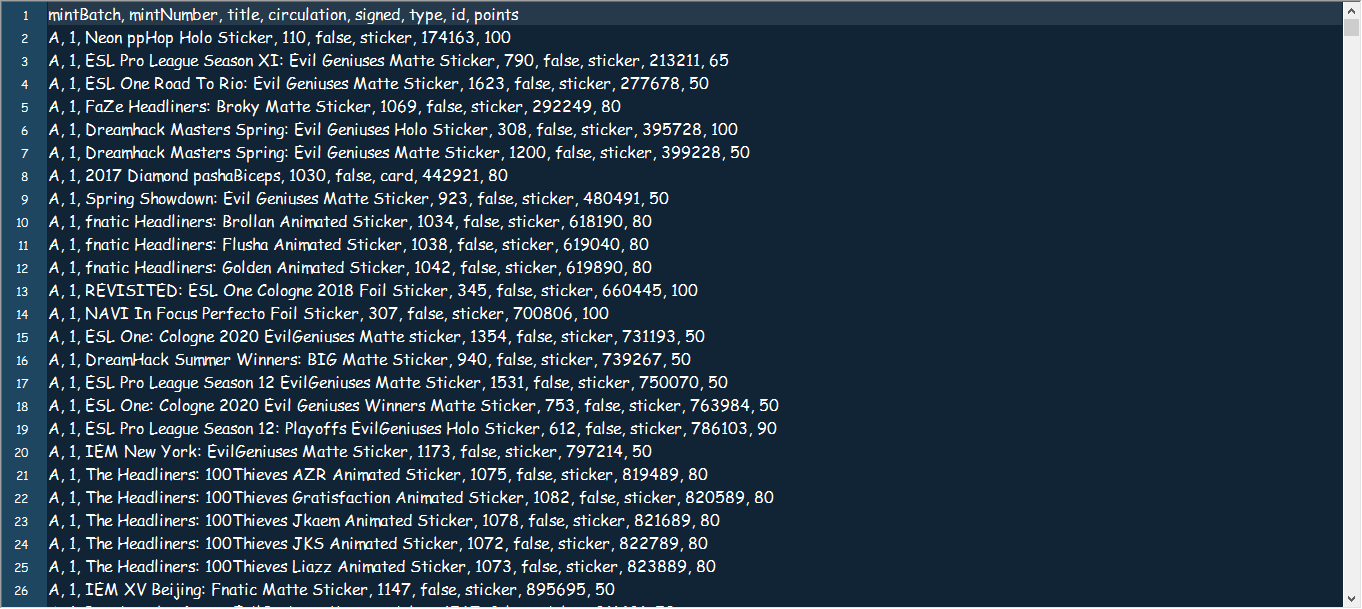 1 mintBatch, mintNumber, title, circulation, signed, type, id, points
2 A, 1, Neon ppHop Holo Sticker, 110, false, sticker, 174163, 100
3 A, 1, ESL Pro League Season XI: Evil Geniuses Matte Sticker, 790, false, sticker, 213211, 65
4 A, 1, ESL One Road To Rio: Evil Geniuses Matte Sticker, 1623, false, sticker, 277678, 50
5 A, 1, FaZe Headliners: Broky Matte Sticker, 1069, false, sticker, 292249, 80
6 A, 1, Dreamhack Masters Spring: Evil Geniuses Holo Sticker, 308, false, sticker, 395728, 100
7 A, 1, Dreamhack Masters Spring: Evil Geniuses Matte Sticker, 1200, false, sticker, 399228, 50
8 A, 1, 2017 Diamond pashaBiceps, 1030, false, card, 442921, 80
9 A, 1, Spring Showdown: Evil Geniuses Matte Sticker, 923, false, sticker, 480491, 50
10 A, 1, fnatic Headliners: Brollan Animated Sticker, 1034, false, sticker, 618190, 80
11 A, 1, fnatic Headliners: Flusha Animated Sticker, 1038, false, sticker, 619040, 80
12 A, 1, fnatic Headliners: Golden Animated Sticker, 1042, false, sticker, 619890, 80
13 A, 1, REVISITED: ESL One Cologne 2018 Foil Sticker, 345, false, sticker, 660445, 100
14 A, 1, NAVI In Focus Perfecto Foil Sticker, 307, false, sticker, 700806, 100
15 A, 1, ESL One: Cologne 2020 EvilGeniuses Matte sticker, 1354, false, sticker, 731193, 50
16 A, 1, DreamHack Summer Winners: BIG Matte Sticker, 940, false, sticker, 739267, 50
17 A, 1, ESL Pro League Season 12 EvilGeniuses Matte Sticker, 1531, false, sticker, 750070, 50
18 A, 1, ESL One: Cologne 2020 Evil Geniuses Winners Matte Sticker, 753, false, sticker, 763984, 50
19 A, 1, ESL Pro League Season 12: Playoffs EvilGeniuses Holo Sticker, 612, false, sticker, 786103, 90
20 A, 1, IEM New York: EvilGeniuses Matte Sticker, 1173, false, sticker, 797214, 50
21 A, 1, The Headliners: 100Thieves AZR Animated Sticker, 1075, false, sticker, 819489, 80
22 A, 1, The Headliners: 100Thieves Gratisfaction Animated Sticker, 1082, false, sticker, 820589, 80
23 A, 1, The Headliners: 100Thieves Jkaem Animated Sticker, 1078, false, sticker, 821689, 80
24 A, 1, The Headliners: 100Thieves JKS Animated Sticker, 1072, false, sticker, 822789, 80
25 A, 1, The Headliners: 100Thieves Liazz Animated Sticker, 1073, false, sticker, 823889, 80
26 A, 1, IEM XV Beijing: Fnatic Matte Sticker, 1147, false, sticker, 895695, 50